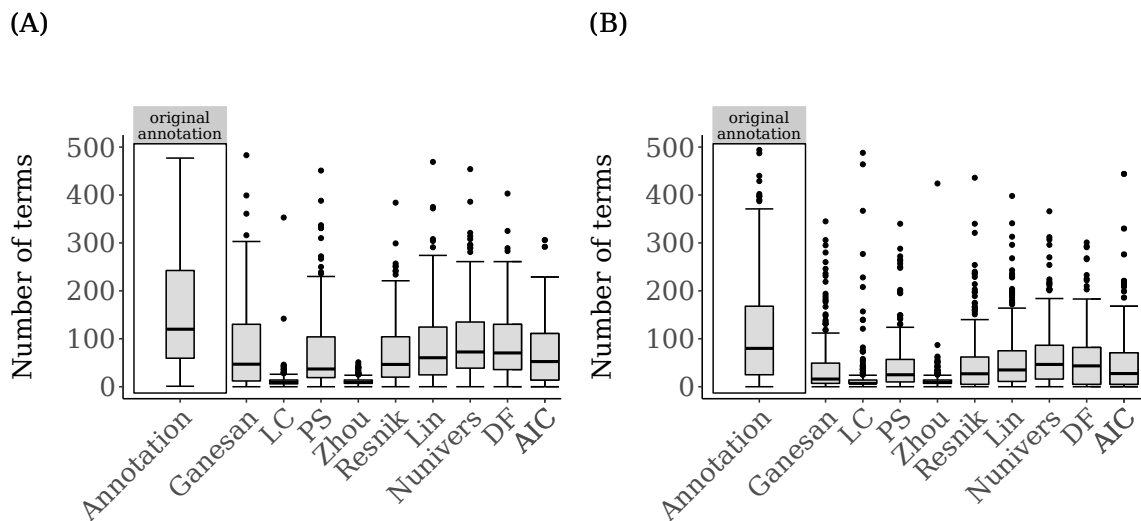 (A)
original
annotation
Number of terms
500
400
300
200
100
0
Annotation
Ganesan
LC
PS
Zhou
Resnik
Lin
Nunivers
DF
AIC
(B)
original
annotation
Number of terms
500
400
300
200
100
0
Annotation
Ganesan
LC
PS
Zhou
Resnik
Lin
Nunivers
DF
AIC